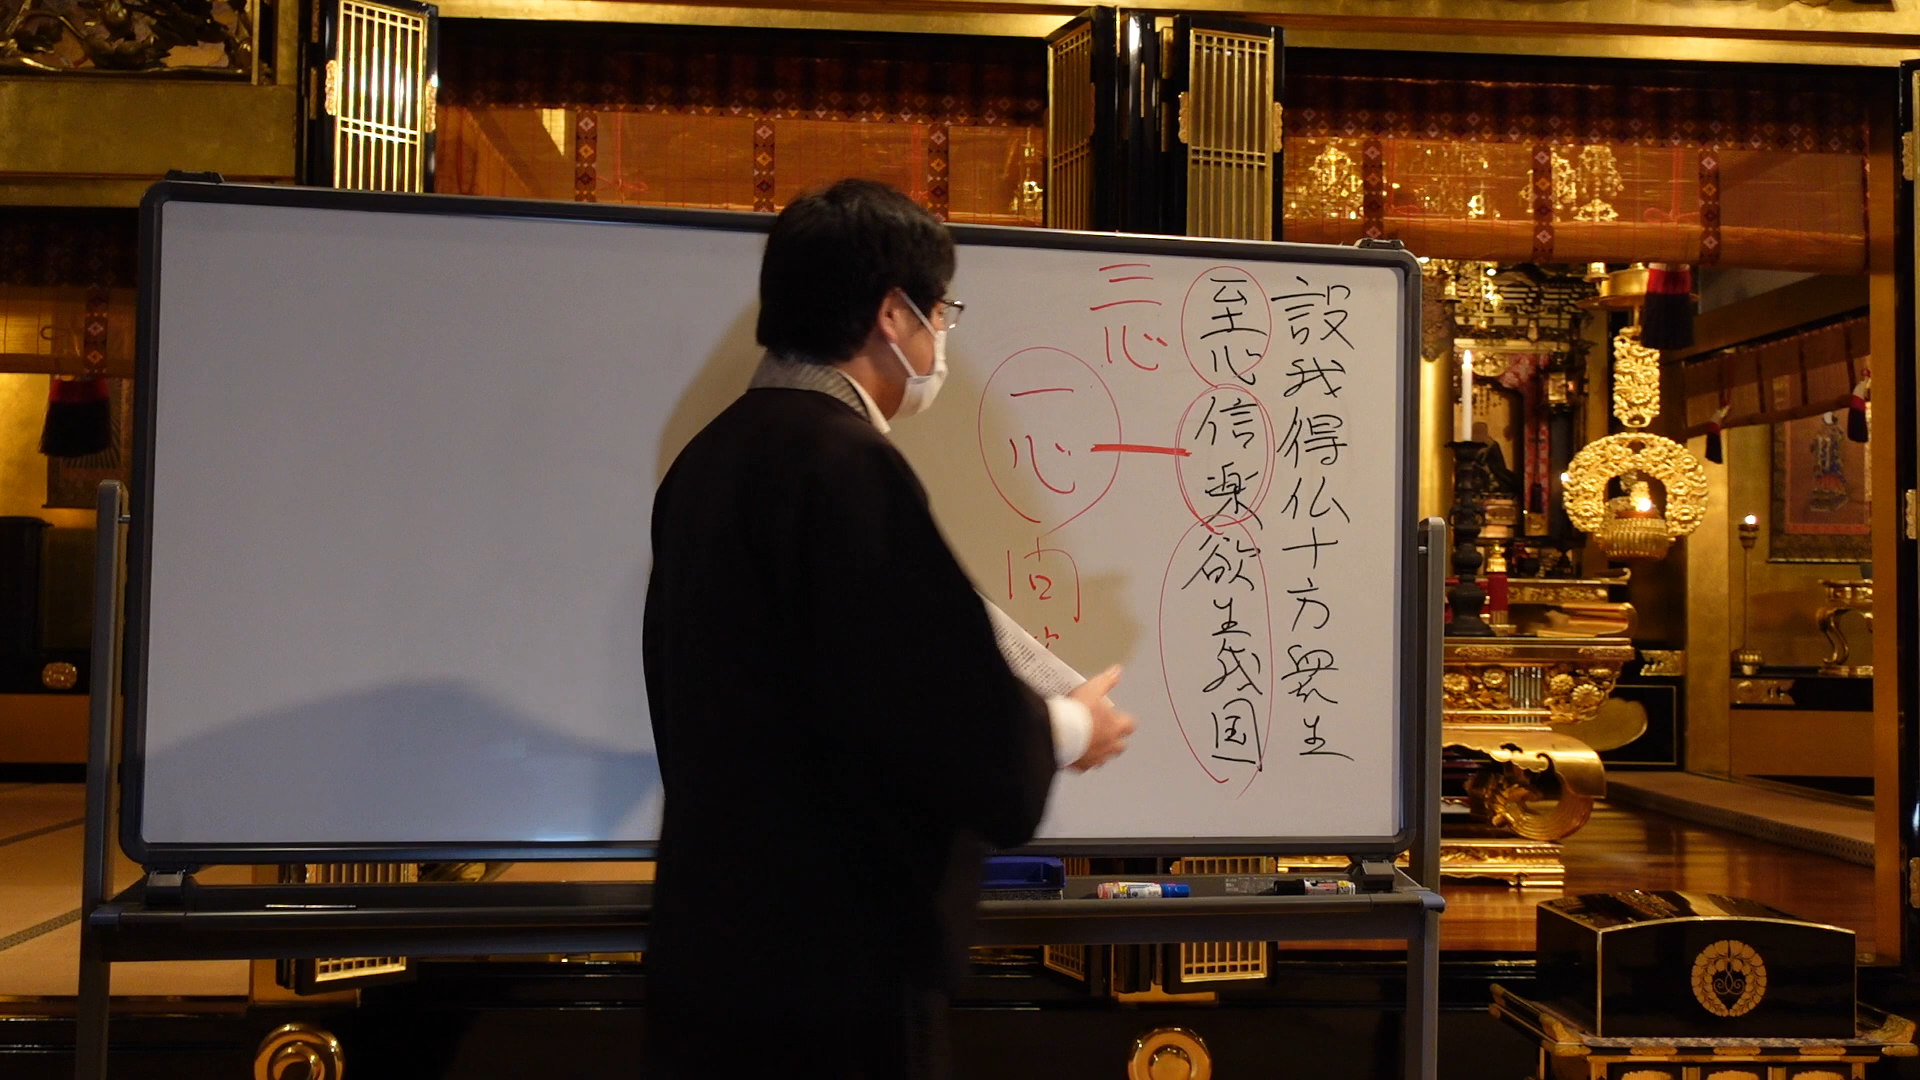 設我得仏十方衆生
至心信楽欲生我国
三心
一心
问